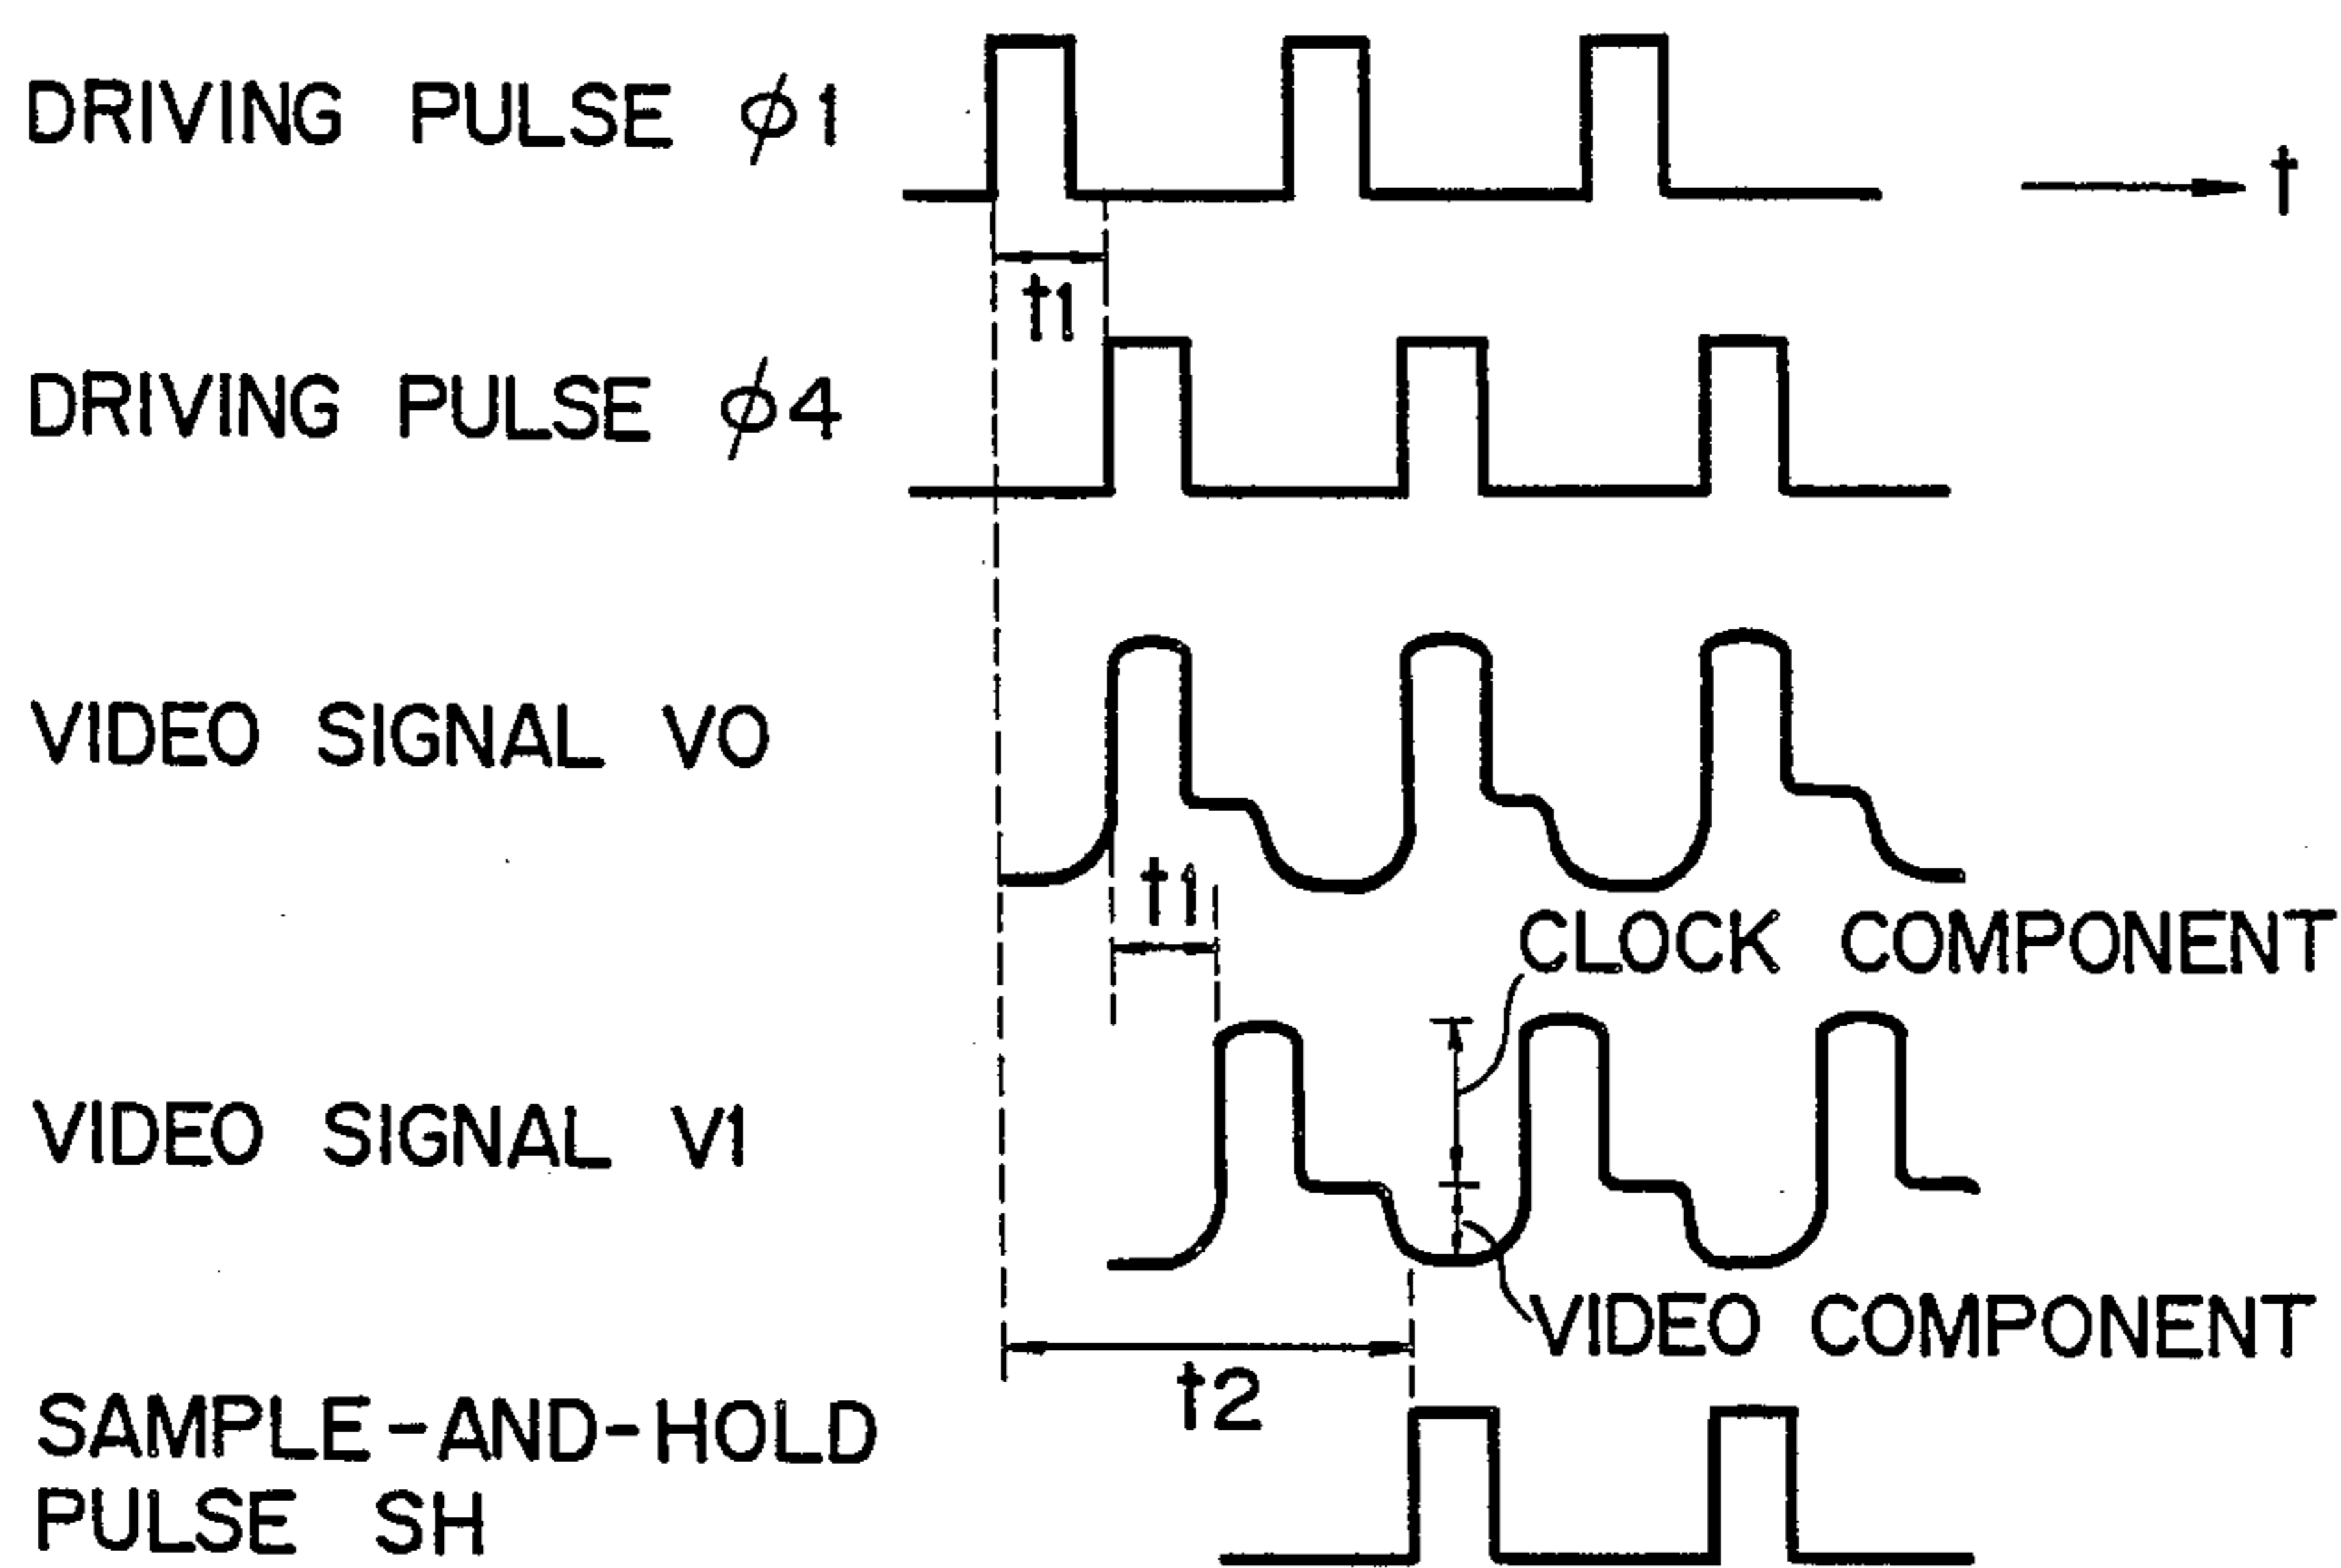 DRIVING PULSE ϕ1
t
t1
DRIVING PULSE ϕ4
VIDEO SIGNAL VO
t1
CLOCK COMPONENT
VIDEO SIGNAL V1
VIDEO COMPONENT
t2
SAMPLE-AND-HOLD
PULSE SH